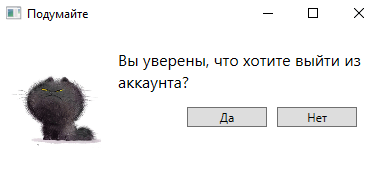 Подумайте
Вы уверены, что хотите выйти из
аккаунта?
Да Нет